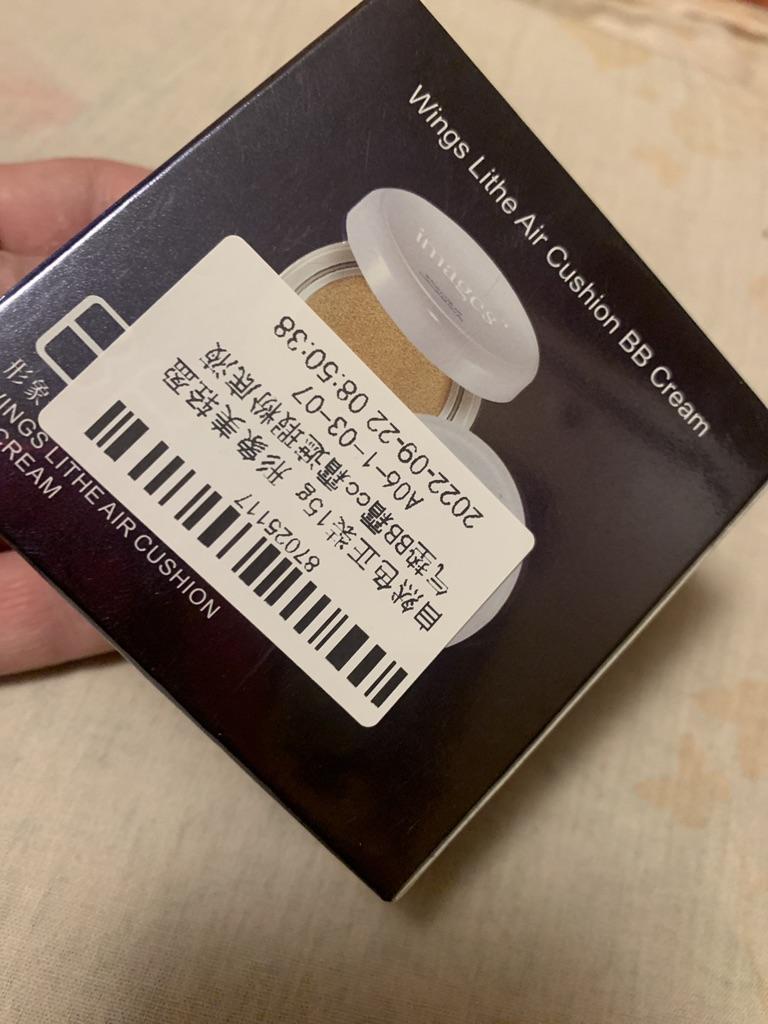 Wings Lithe Air Cushion BB Cream
images
形象美
WINGS LITHE AIR CUSHION
CREAM
87025117
自然色正装15g 形象美轻盈
气垫BB霜cc霜遮瑕粉底液
A06-1-03-07
2022-09-22 08:50:38